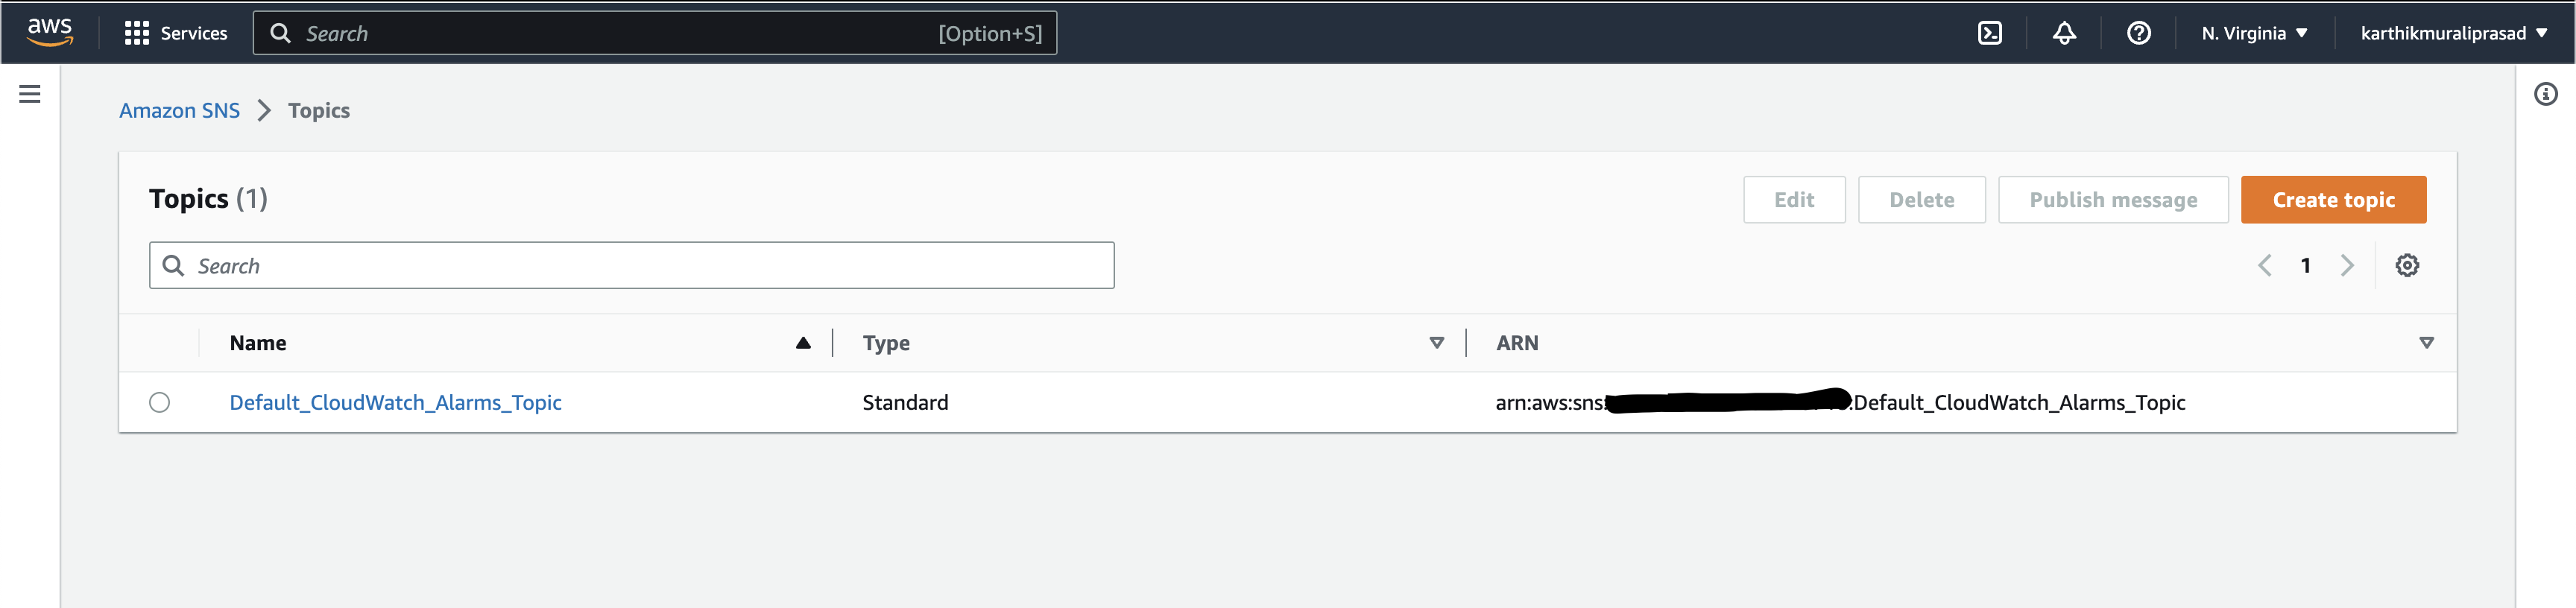 aws Services Search [Option+S] N. Virginia karthikmuraliprasad
Amazon SNS Topics
Topics (1) Edit Delete Publish message Create topic
Search 1
Name Type ARN
Default_CloudWatch_Alarms_Topic Standard arn:aws:sns: :Default_CloudWatch_Alarms_Topic